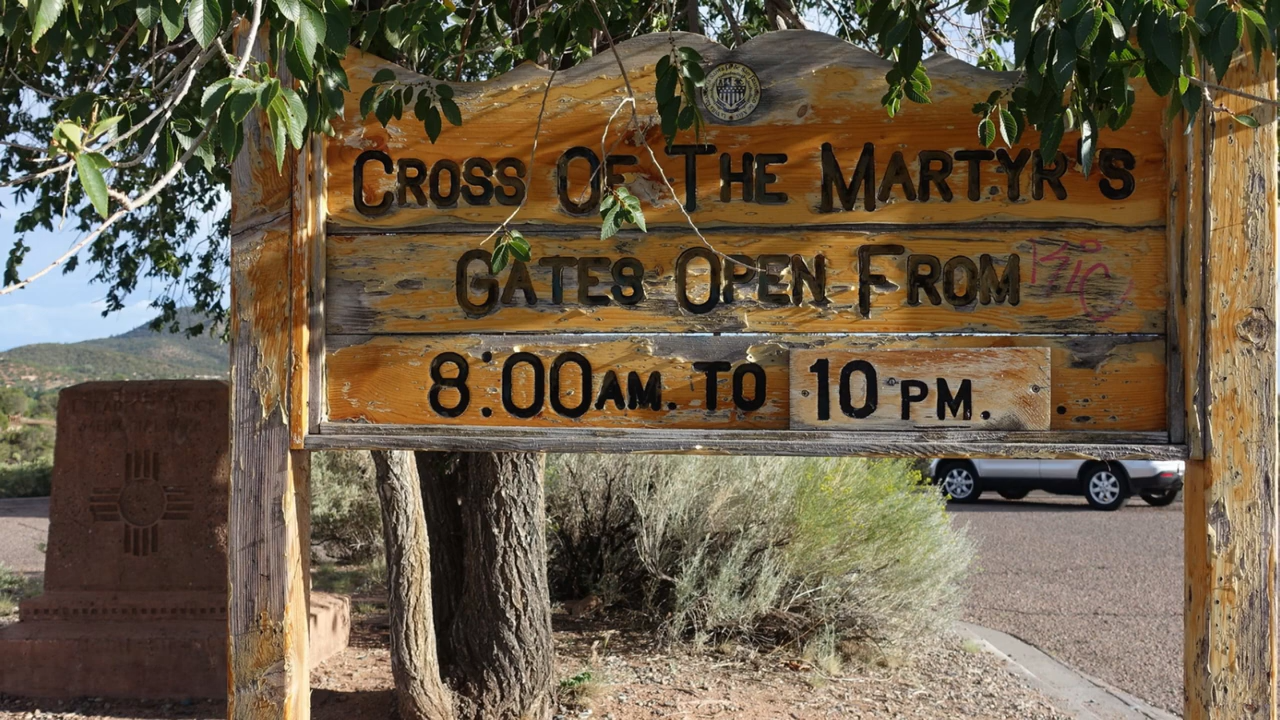 CROSS OF THE MARTYR'S
GATES OPEN FROM
8:00AM. TO 10 PM.